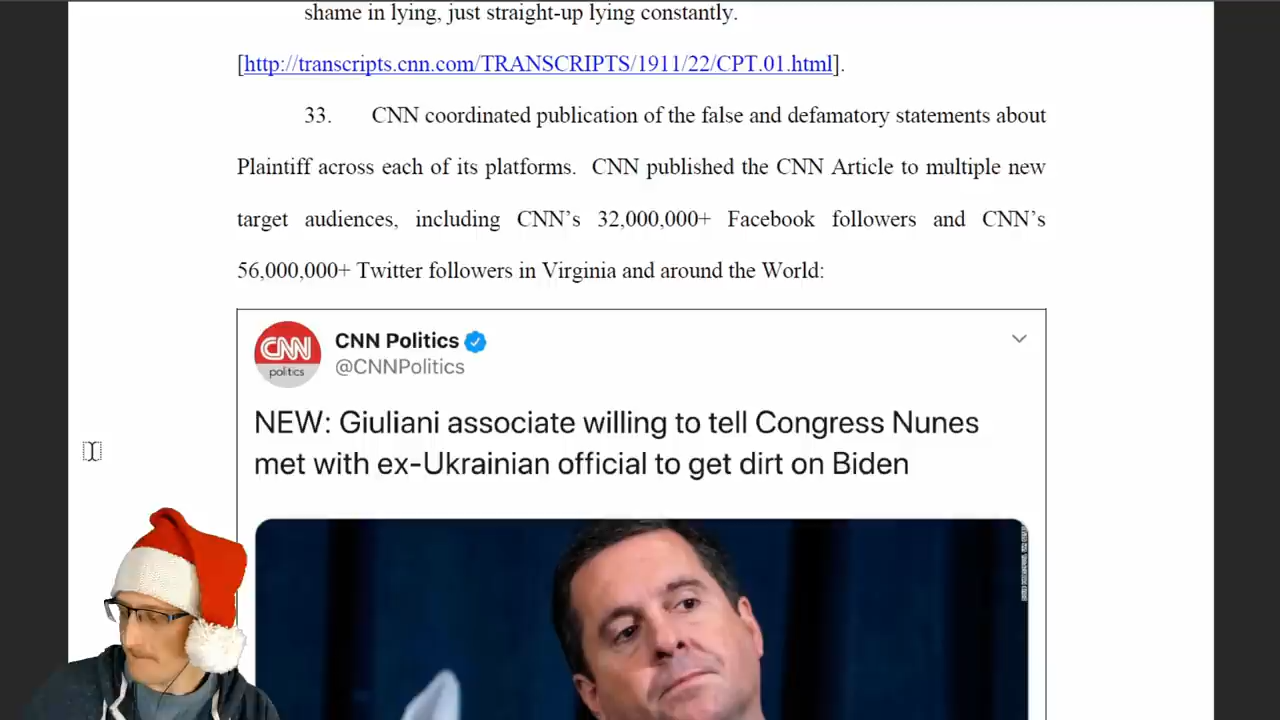 shame in lying, just straight-up lying constantly.
[http://transcripts.cnn.com/TRANSCRIPTS/1911/22/CPT.01.html].
33. CNN coordinated publication of the false and defamatory statements about
Plaintiff across each of its platforms. CNN published the CNN Article to multiple new
target audiences, including CNN’s 32,000,000+ Facebook followers and CNN’s
56,000,000+ Twitter followers in Virginia and around the World:
CNN
politics
CNN Politics
@CNNPolitics
NEW: Giuliani associate willing to tell Congress Nunes
met with ex-Ukrainian official to get dirt on Biden